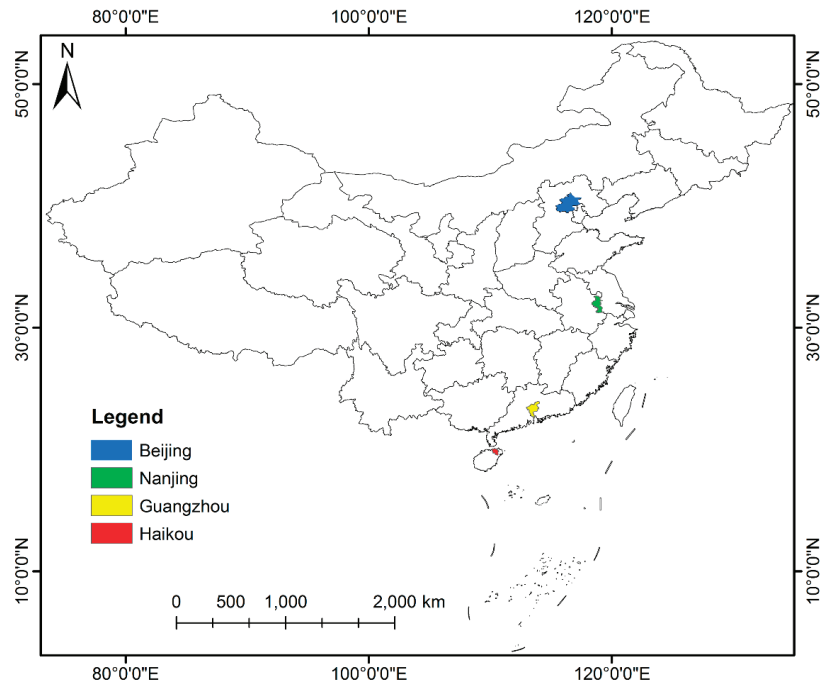 80°0'0"E 100°0'0"E 120°0'0"E
N
50°0'0"N 50°0'0"N
30°0'0"N 30°0'0"N
Legend
Beijing
Nanjing
Guangzhou
Haikou
10°0'0"N 10°0'0"N
0 500 1,000 2,000 km
80°0'0"E 100°0'0"E 120°0'0"E